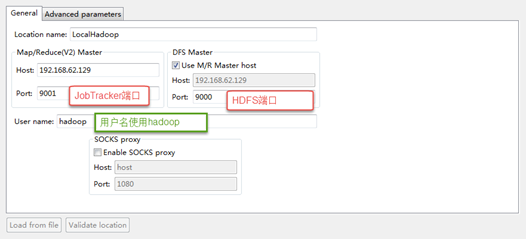 General Advanced parameters
Location name: LocalHadoop
Map/Reduce(V2) Master
Host: 192.168.62.129
Port: 9001
JobTracker端口
DFS Master
Use M/R Master host
Host: 192.168.62.129
Port: 9000
HDFS端口
User name: hadoop
用户名使用hadoop
SOCKS proxy
Enable SOCKS proxy
Host: host
Port: 1080
Load from file Validate location